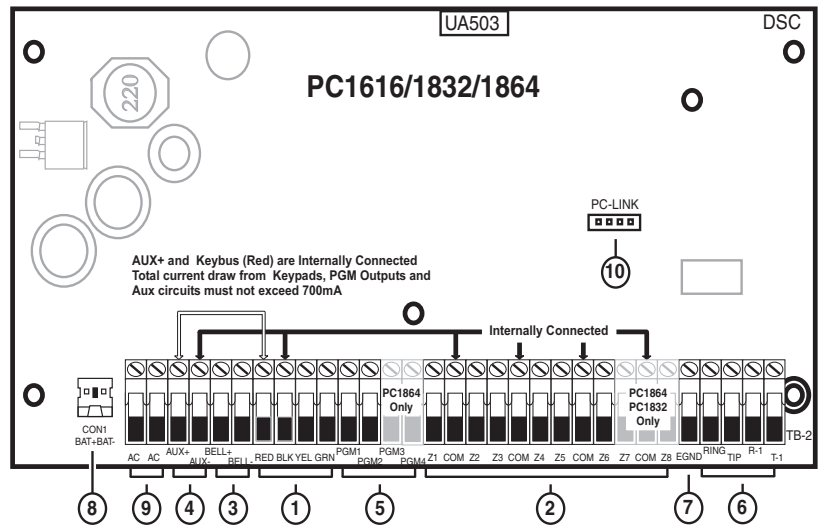 UA503
DSC
220
PC1616/1832/1864
PC-LINK
10
AUX+ and Keybus (Red) are Internally Connected
Total current draw from Keypads, PGM Outputs and
Aux circuits must not exceed 700mA
Internally Connected
PC1864
Only
PC1864
PC1832
Only
CON1
BAT+BAT-
TB-2
AC AC AUX+ AUX- BELL+ BELL- RED BLK YEL GRN PGM1 PGM2 PGM3 PGM4 Z1 COM Z2 Z3 COM Z4 Z5 COM Z6 Z7 COM Z8 EGND RING TIP R-1 T-1
8 9 4 3 1 5 2 7 6